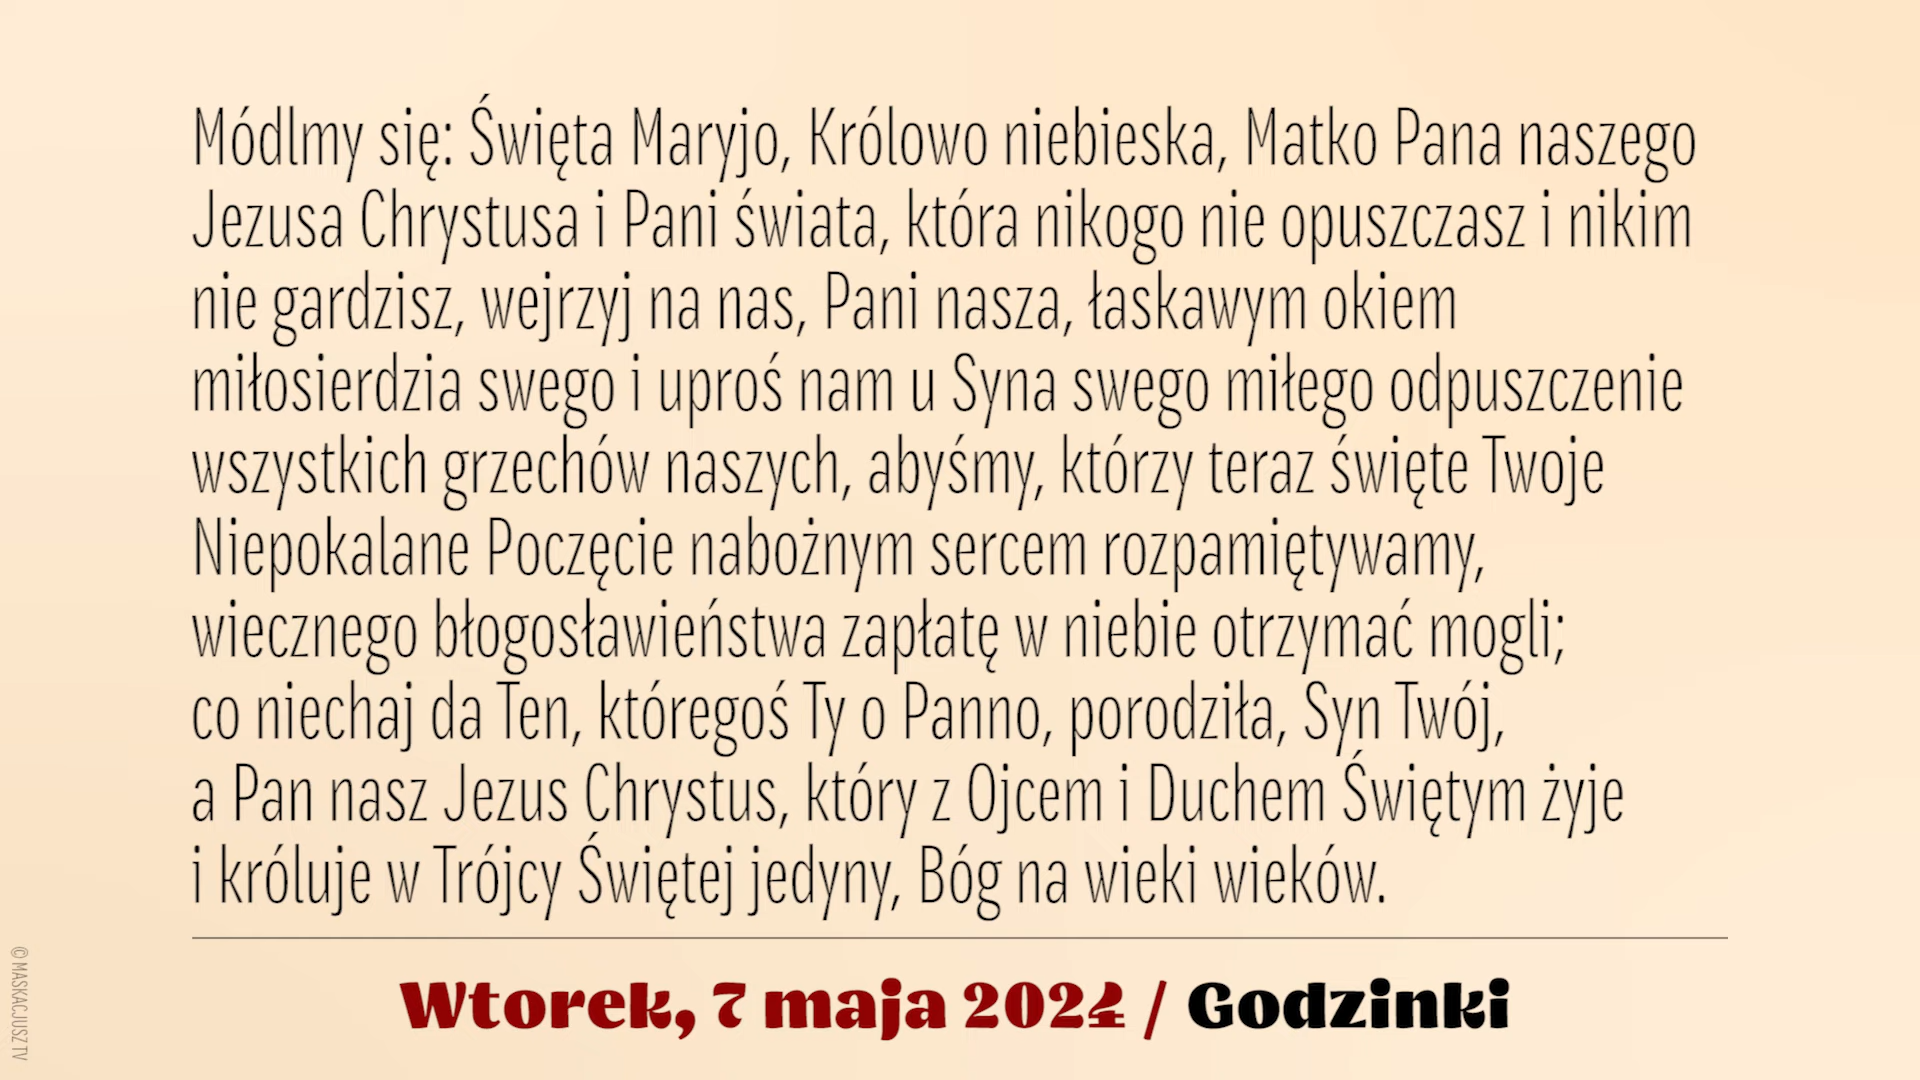 Módlmy się: Święta Maryjo, Królowo niebieska, Matko Pana naszego
Jezusa Chrystusa i Pani świata, która nikogo nie opuszczasz i nikim
nie gardzisz, wejrzyj na nas, Pani nasza, łaskawym okiem
miłosierdzia swego i uproś nam u Syna swego miłego odpuszczenie
wszystkich grzechów naszych, abyśmy, którzy teraz święte Twoje
Niepokalane Poczęcie nabożnym sercem rozpamiętywamy,
wiecznego błogosławieństwa zapłatę w niebie otrzymać mogli;
co niechaj da Ten, któregoś Ty o Panno, porodziła, Syn Twój,
a Pan nasz Jezus Chrystus, który z Ojcem i Duchem Świętym żyje
i króluje w Trójcy Świętej jedyny, Bóg na wieki wieków.
Wtorek, 7 maja 2024 / Godzinki
© MASKACJUSZ TV